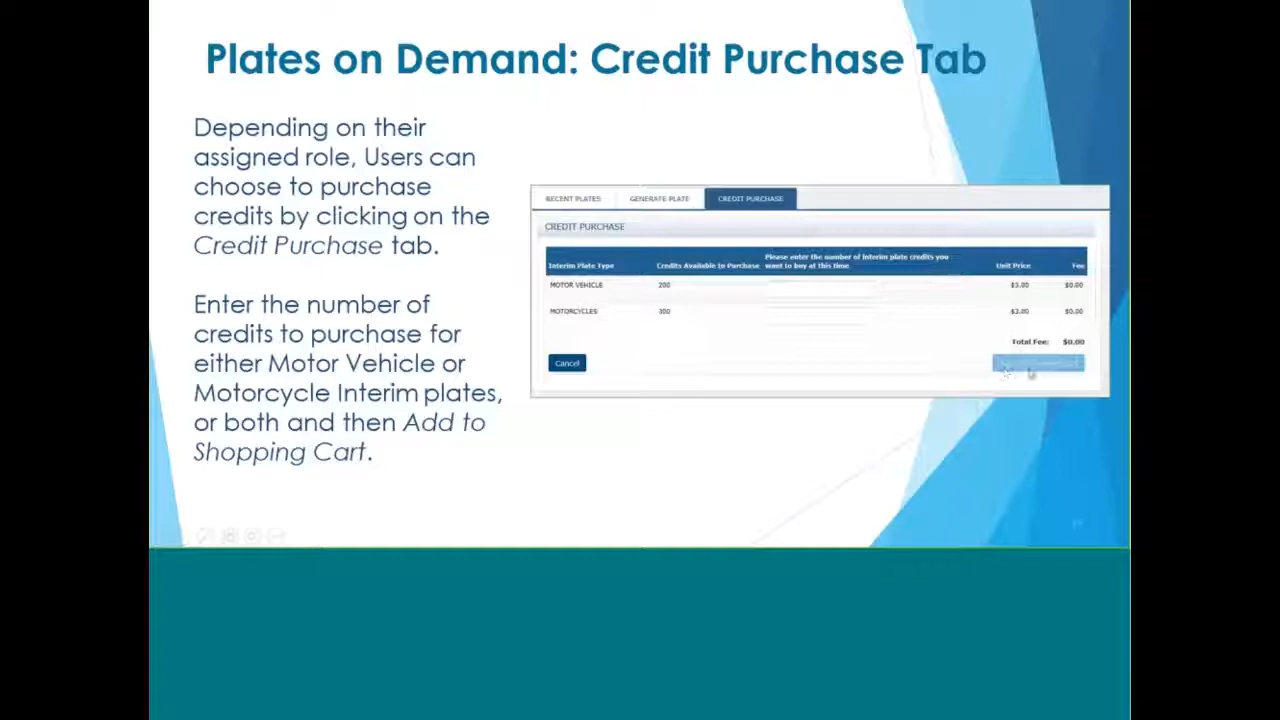 Plates on Demand: Credit Purchase Tab
Depending on their
assigned role, Users can
choose to purchase
credits by clicking on the
Credit Purchase tab.
Enter the number of
credits to purchase for
either Motor Vehicle or
Motorcycle Interim plates,
or both and then Add to
Shopping Cart.
RECENT PLATES GENERATE PLATE CREDIT PURCHASE
CREDIT PURCHASE
Please enter the number of interim plate credits you
Interim Plate Type Credits Available to Purchase want to buy at this time Unit Price Fee
MOTOR VEHICLE 200 $3.00 $0.00
MOTORCYCLES 300 $3.00 $0.00
Total Fee: $0.00
Cancel